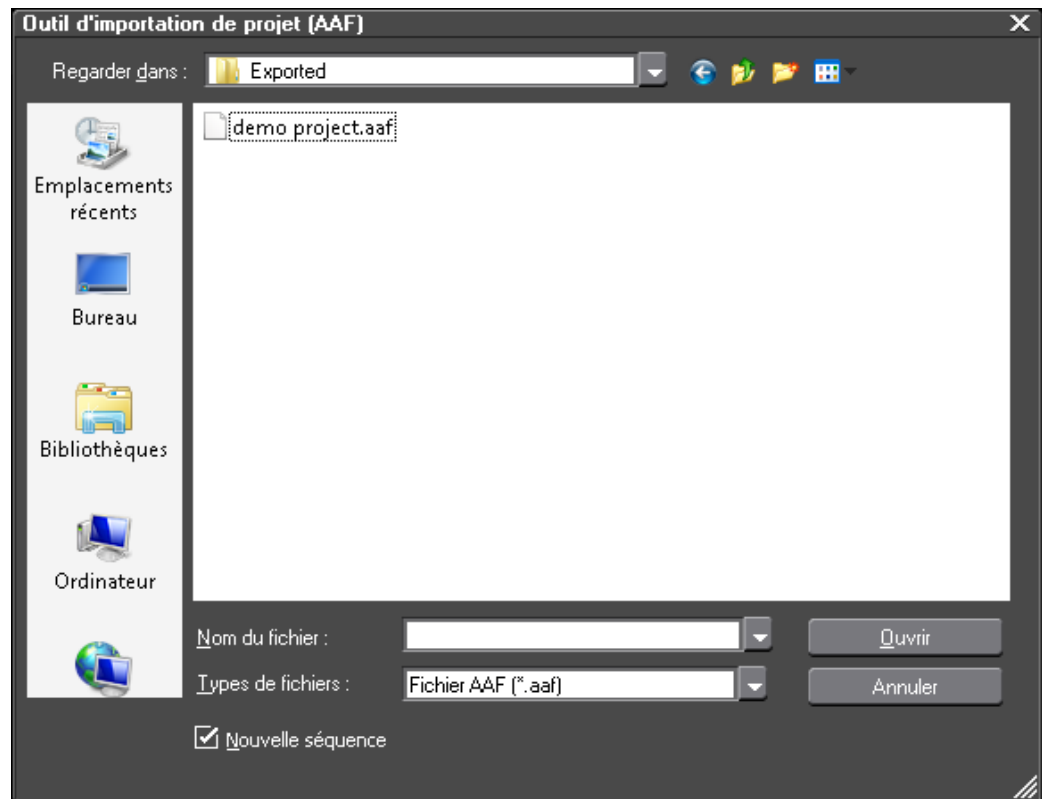 Outil d'importation de projet (AAF)
Regarder dans :
Exported
demo project.aaf
Emplacements
récents
Bureau
Bibliothèques
Ordinateur
Nom du fichier :
Ouvrir
Types de fichiers :
Fichier AAF (*.aaf)
Annuler
Nouvelle séquence